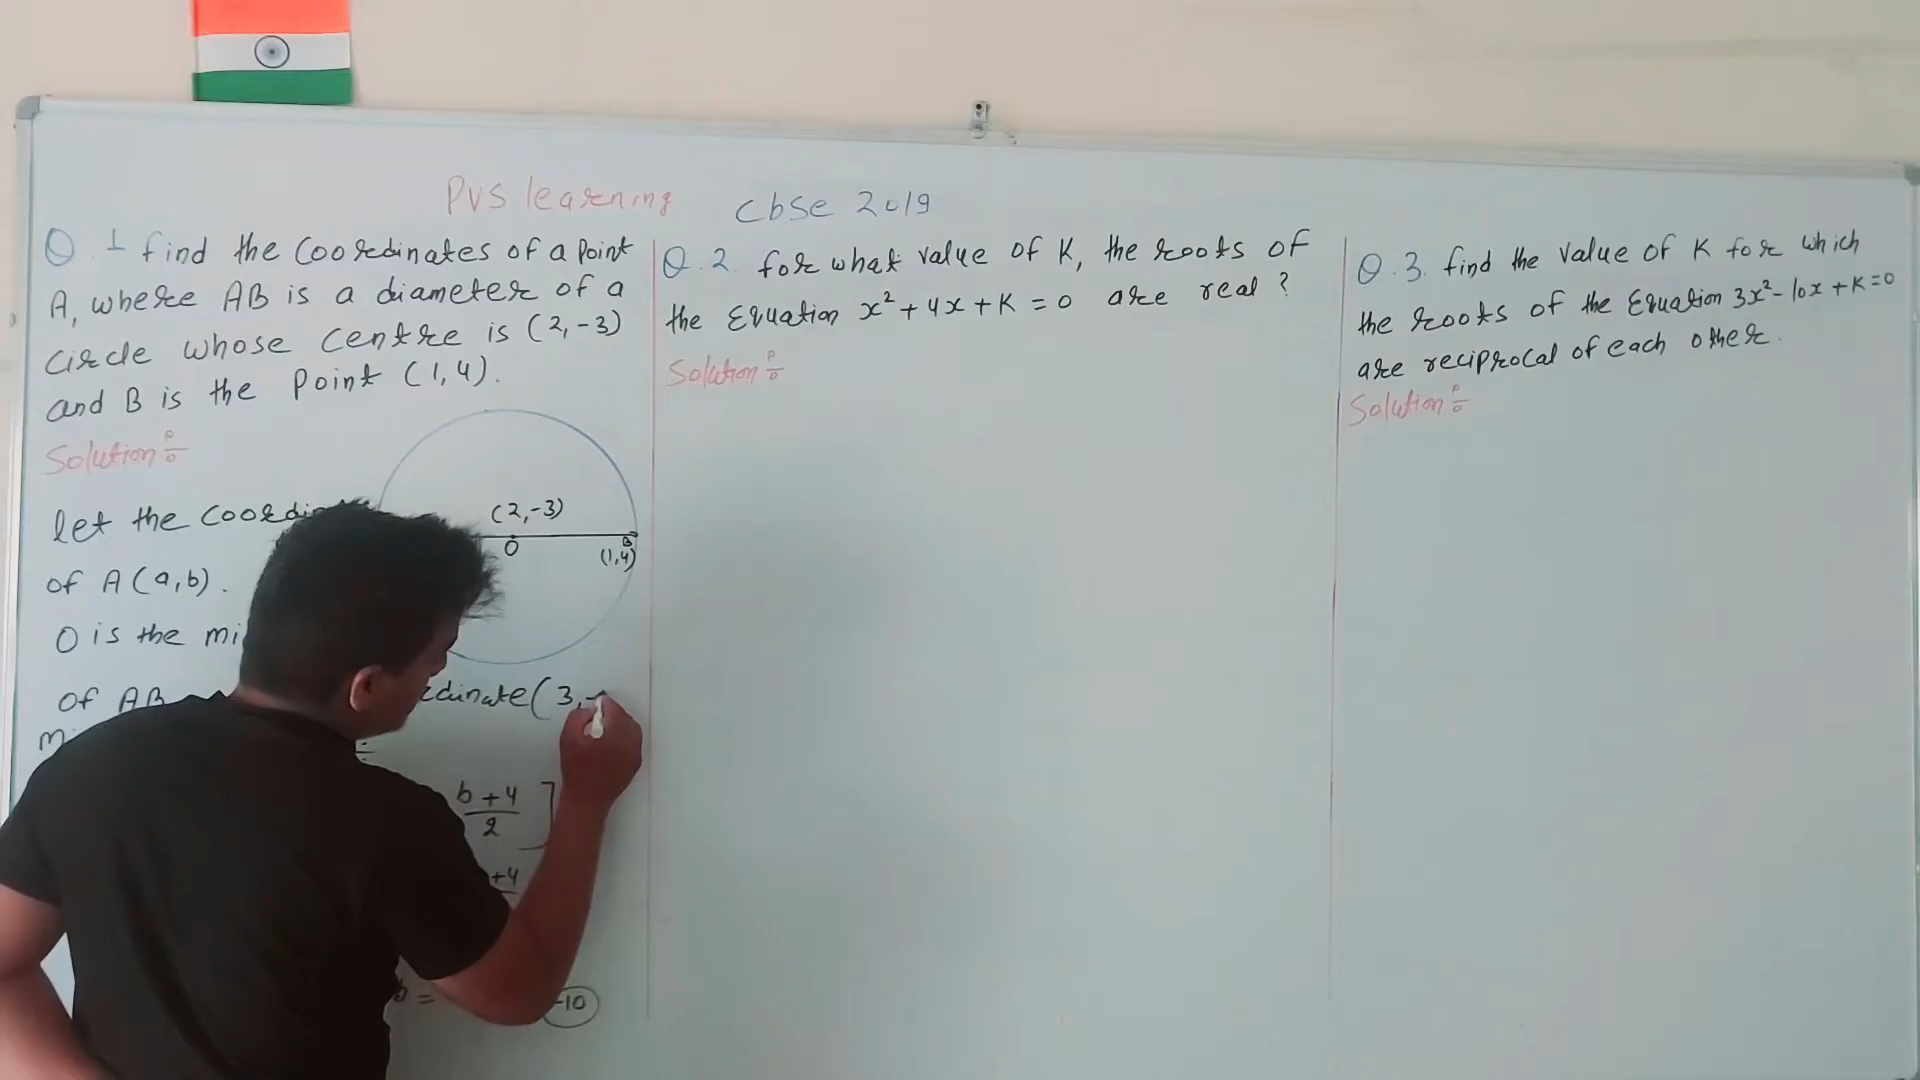 PVS learning
CbSe 2019
Q.1 find the Coordinates of a Point
A, where AB is a diameter of a
Circle whose Centre is (2,-3)
and B is the Point (1,4).
Solution:
let the
of A(a,b).
O is the
of AB
(2,-3)
O
B
(1,4)
(3,-
b+4
2
+4
b =
-10
Q.2. for what value of K, the roots of
the Equation x² + 4x + K = 0 are real?
Solution:
Q.3. find the value of K for which
the roots of the Equation 3x² - 10x + K = 0
are reciprocal of each other.
Solution: